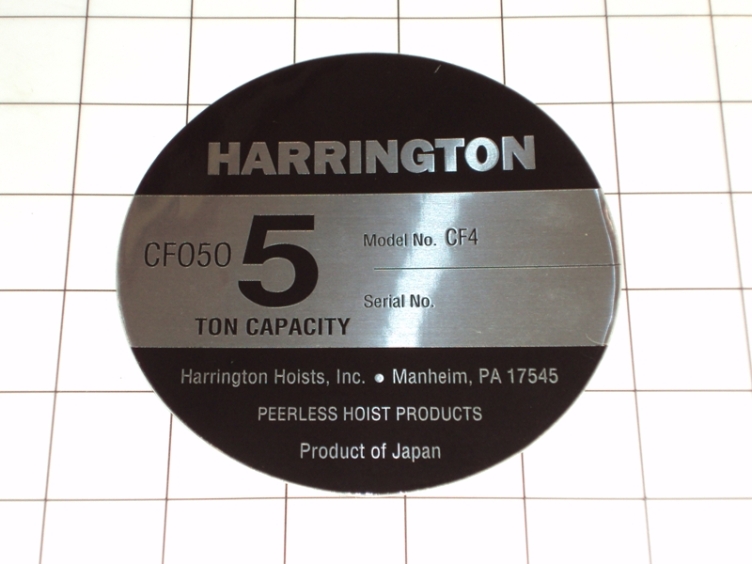 HARRINGTON
CF050 5
TON CAPACITY
Model No. CF4
Serial No.
Harrington Hoists, Inc. • Manheim, PA 17545
PEERLESS HOIST PRODUCTS
Product of Japan